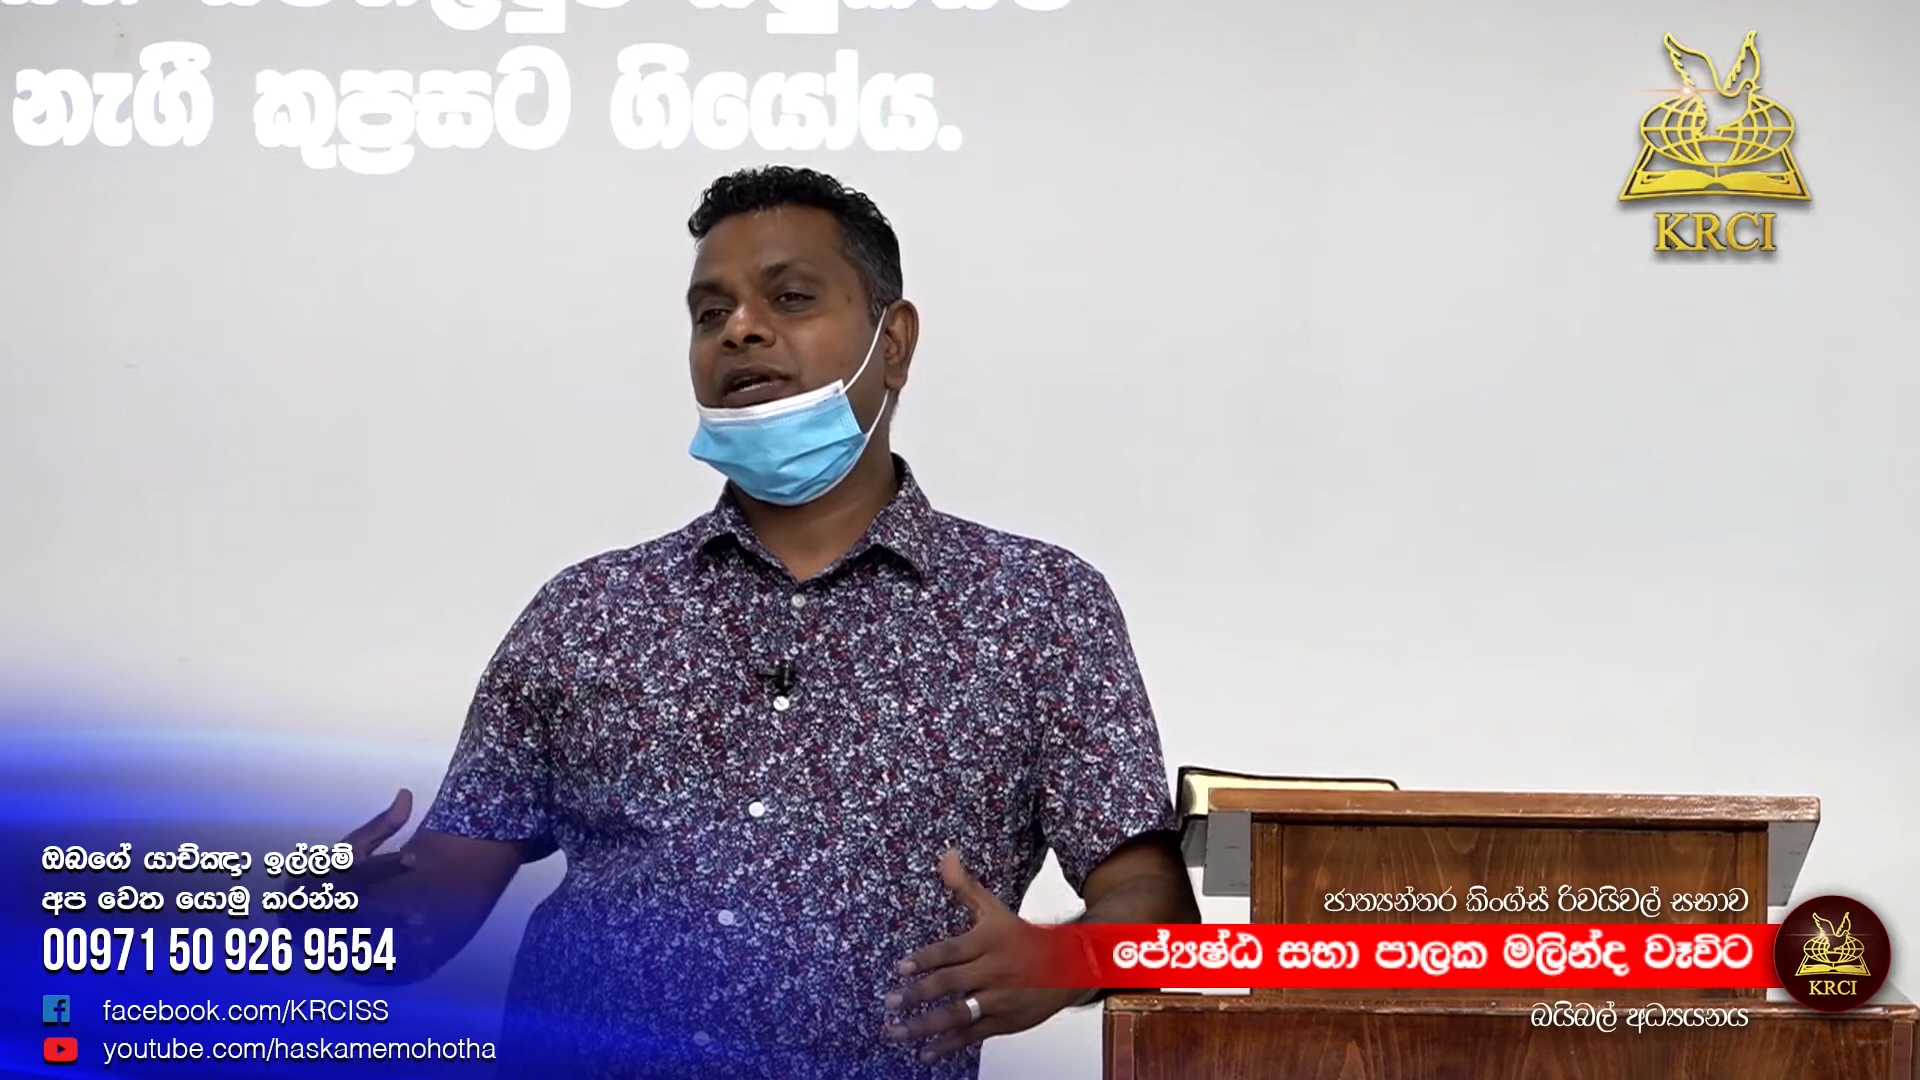 නැගී කුප්‍රසට ගියෝය.
KRCI
ඔබගේ යාච්ඤා ඉල්ලීම්
අප වෙත යොමු කරන්න
00971 50 926 9554
facebook.com/KRCISS
youtube.com/haskamemohotha
ජාත්‍යන්තර කිංග්ස් රිවයිවල් සභාව
ජ්‍යෙෂ්ඨ සභා පාලක මලින්ද වෑවිට
KRCI
බයිබල් අධ්‍යයනය